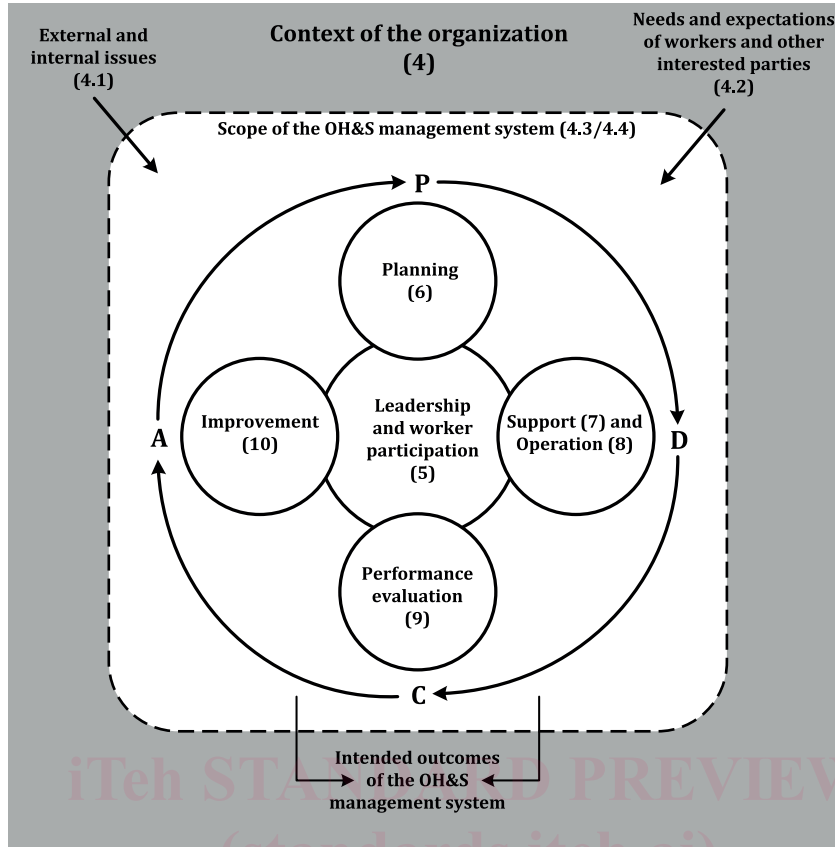 External and
internal issues
(4.1)
Context of the organization
(4)
Needs and expectations
of workers and other
interested parties
(4.2)
Scope of the OH&S management system (4.3/4.4)
P
Planning
(6)
A
Improvement
(10)
Leadership
and worker
participation
(5)
Support (7) and
Operation (8)
D
Performance
evaluation
(9)
C
Intended outcomes
of the OH&S
management system
iTeh STANDARD PREVIEW
(standards.iteh.ai)